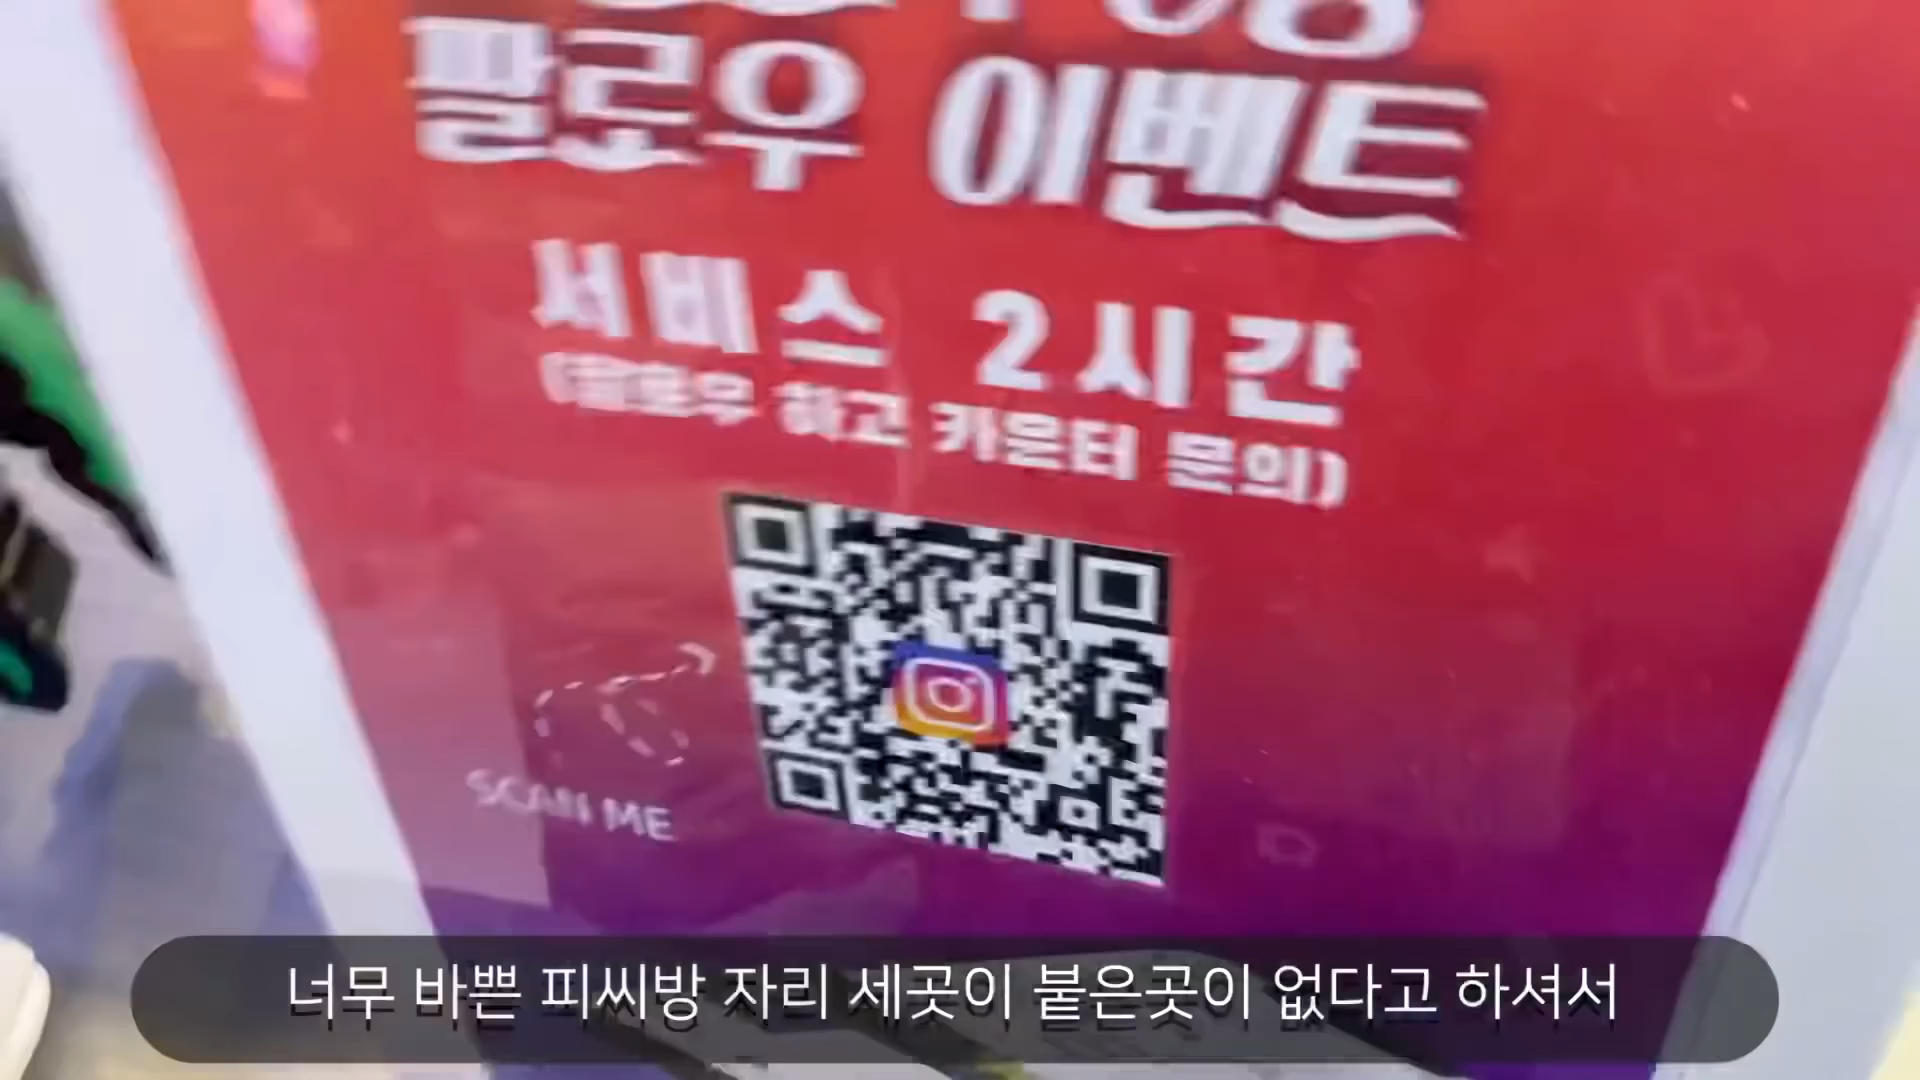 팔로우 이벤트
서비스 2시간
(팔로우 하고 카운터 문의)
SCAN ME
너무 바쁜 피씨방 자리 세곳이 붙은곳이 없다고 하셔서